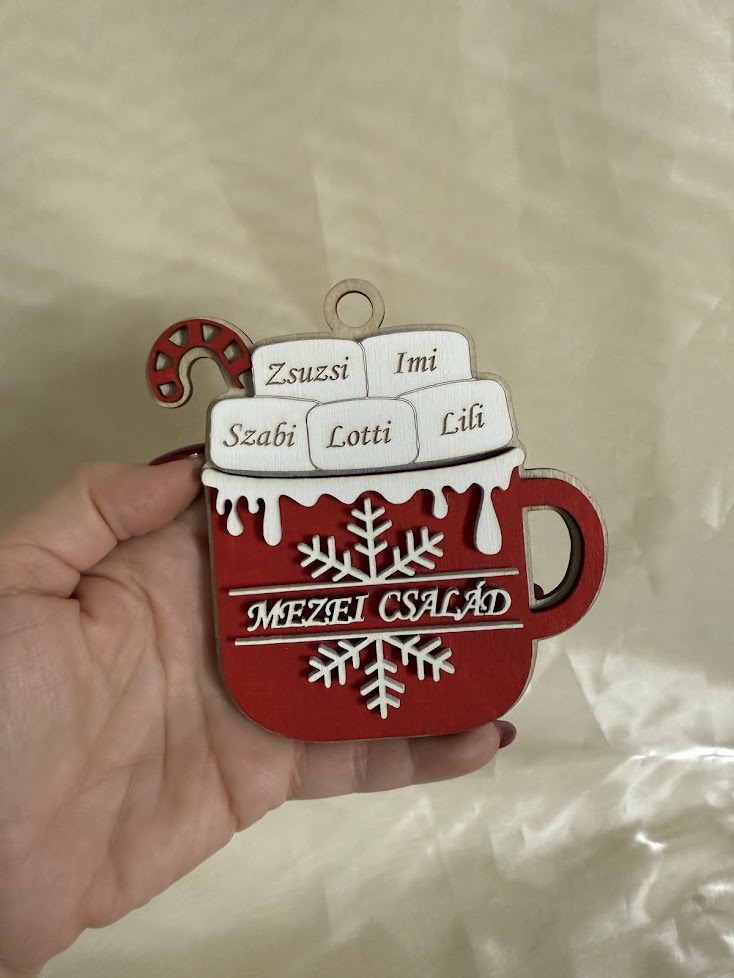 Zsuzsi Imi
Szabi Lotti Lili
MEZEI CSALÁD